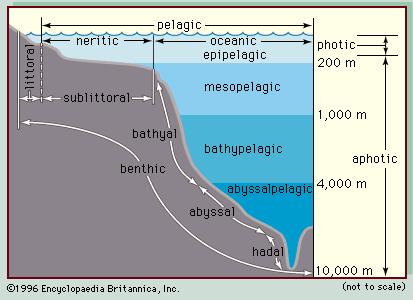 pelagic
neritic
oceanic
photic
epipelagic
200 m
littoral
sublittoral
mesopelagic
1,000 m
bathyal
bathypelagic
aphotic
benthic
4,000 m
abyssalpelagic
abyssal
hadal
10,000 m
©1996 Encyclopaedia Britannica, Inc.
(not to scale)